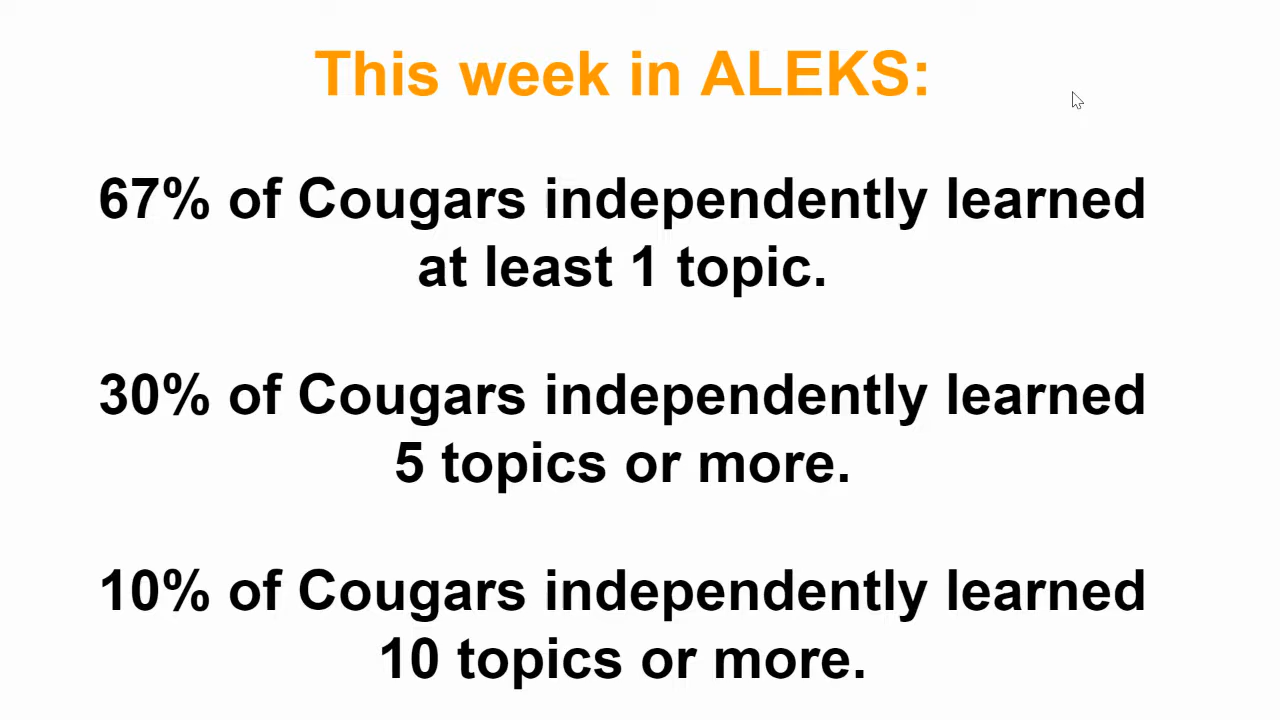 This week in ALEKS:
67% of Cougars independently learned
at least 1 topic.
30% of Cougars independently learned
5 topics or more.
10% of Cougars independently learned
10 topics or more.